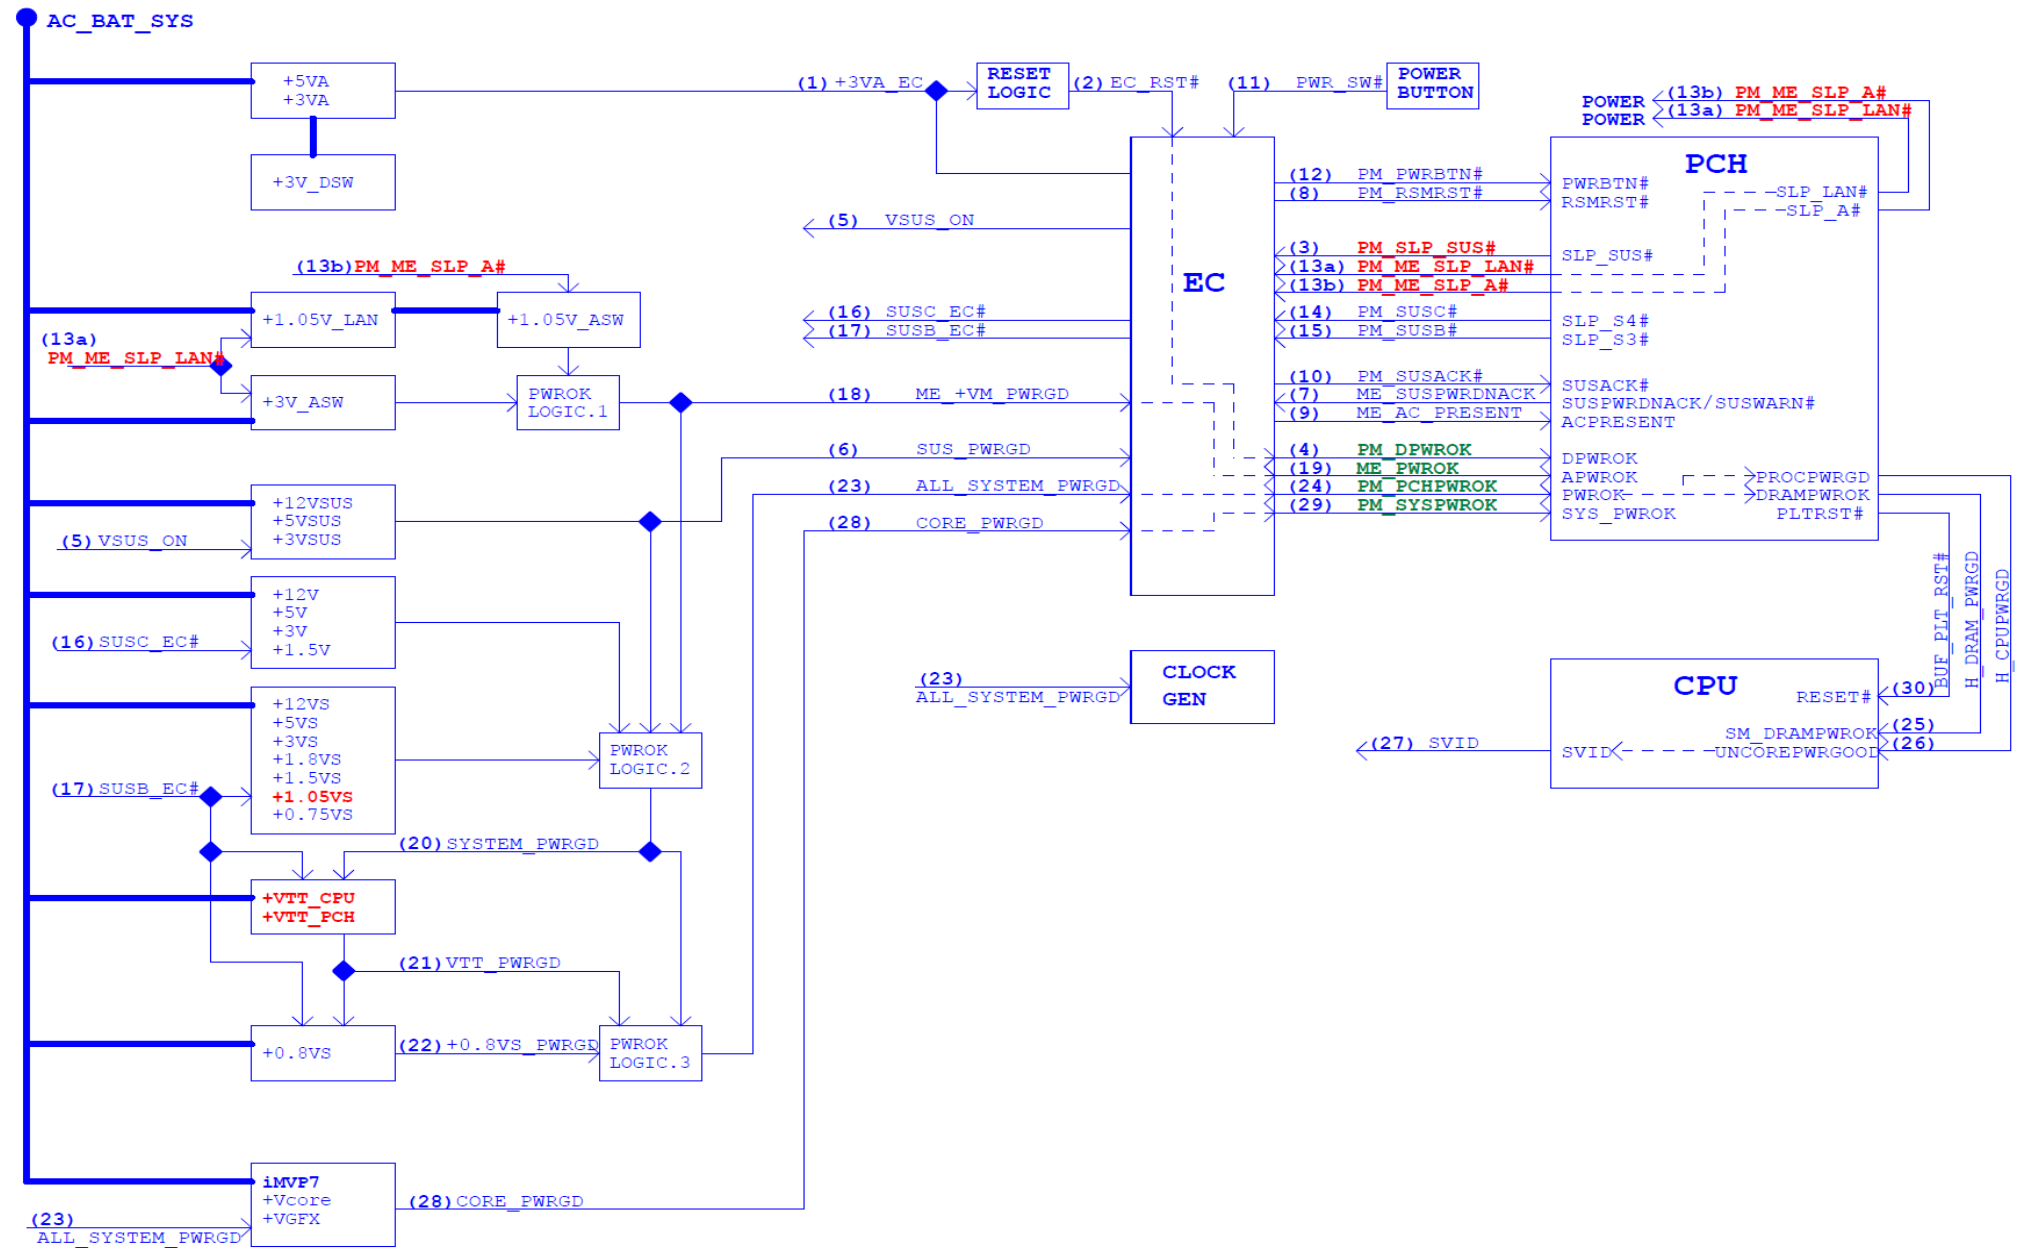 AC_BAT_SYS
+5VA
+3VA
+3V_DSW
(1) +3VA_EC
RESET
LOGIC
(2) EC_RST#
(11) PWR_SW#
POWER
BUTTON
POWER (13b) PM_ME_SLP_A#
POWER (13a) PM_ME_SLP_LAN#
EC
PCH
(12) PM_PWRBTN#
PWRBTN#
(8) PM_RSMRST#
RSMRST#
SLP_LAN#
SLP_A#
(5) VSUS_ON
(3) PM_SLP_SUS#
SLP_SUS#
(13a) PM_ME_SLP_LAN#
(13b) PM_ME_SLP_A#
(13b)PM_ME_SLP_A#
+1.05V_LAN
+1.05V_ASW
(16) SUSC_EC#
(17) SUSB_EC#
(14) PM_SUSC#
SLP_S4#
(15) PM_SUSB#
SLP_S3#
(13a)
PM_ME_SLP_LAN#
+3V_ASW
PWROK
LOGIC.1
(18) ME_+VM_PWRGD
(10) PM_SUSACK#
SUSACK#
(7) ME_SUSPWRDNACK
SUSPWRDNACK/SUSWARN#
(9) ME_AC_PRESENT
ACPRESENT
(6) SUS_PWRGD
(4) PM_DPWROK
DPWROK
(19) ME_PWROK
APWROK
PROCPWRGD
(23) ALL_SYSTEM_PWRGD
(24) PM_PCHPWROK
PWROK
DRAMPWROK
(29) PM_SYSPWROK
SYS_PWROK
PLTRST#
(28) CORE_PWRGD
+12VSUS
+5VSUS
+3VSUS
(5) VSUS_ON
BUF_PLT_RST#
H_DRAM_PWRGD
H_CPUPWRGD
+12V
+5V
+3V
+1.5V
(16) SUSC_EC#
CLOCK
GEN
(23)
ALL_SYSTEM_PWRGD
CPU
RESET# (30)
SM_DRAMPWROK (25)
UNCOREPWRGOOD (26)
SVID
(27) SVID
+12VS
+5VS
+3VS
+1.8VS
+1.5VS
+1.05VS
+0.75VS
(17) SUSB_EC#
PWROK
LOGIC.2
(20) SYSTEM_PWRGD
+VTT_CPU
+VTT_PCH
(21) VTT_PWRGD
+0.8VS
(22) +0.8VS_PWRGD
PWROK
LOGIC.3
iMVP7
+Vcore
+VGFX
(28) CORE_PWRGD
(23)
ALL_SYSTEM_PWRGD